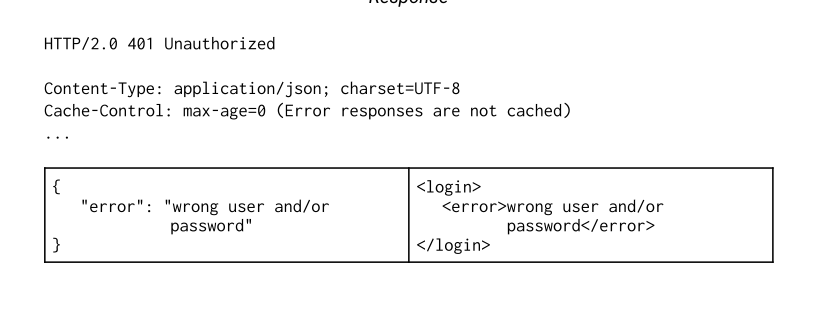 Response
HTTP/2.0 401 Unauthorized
Content-Type: application/json; charset=UTF-8
Cache-Control: max-age=0 (Error responses are not cached)
...
{
"error": "wrong user and/or
password"
}
<login>
<error>wrong user and/or
password</error>
</login>